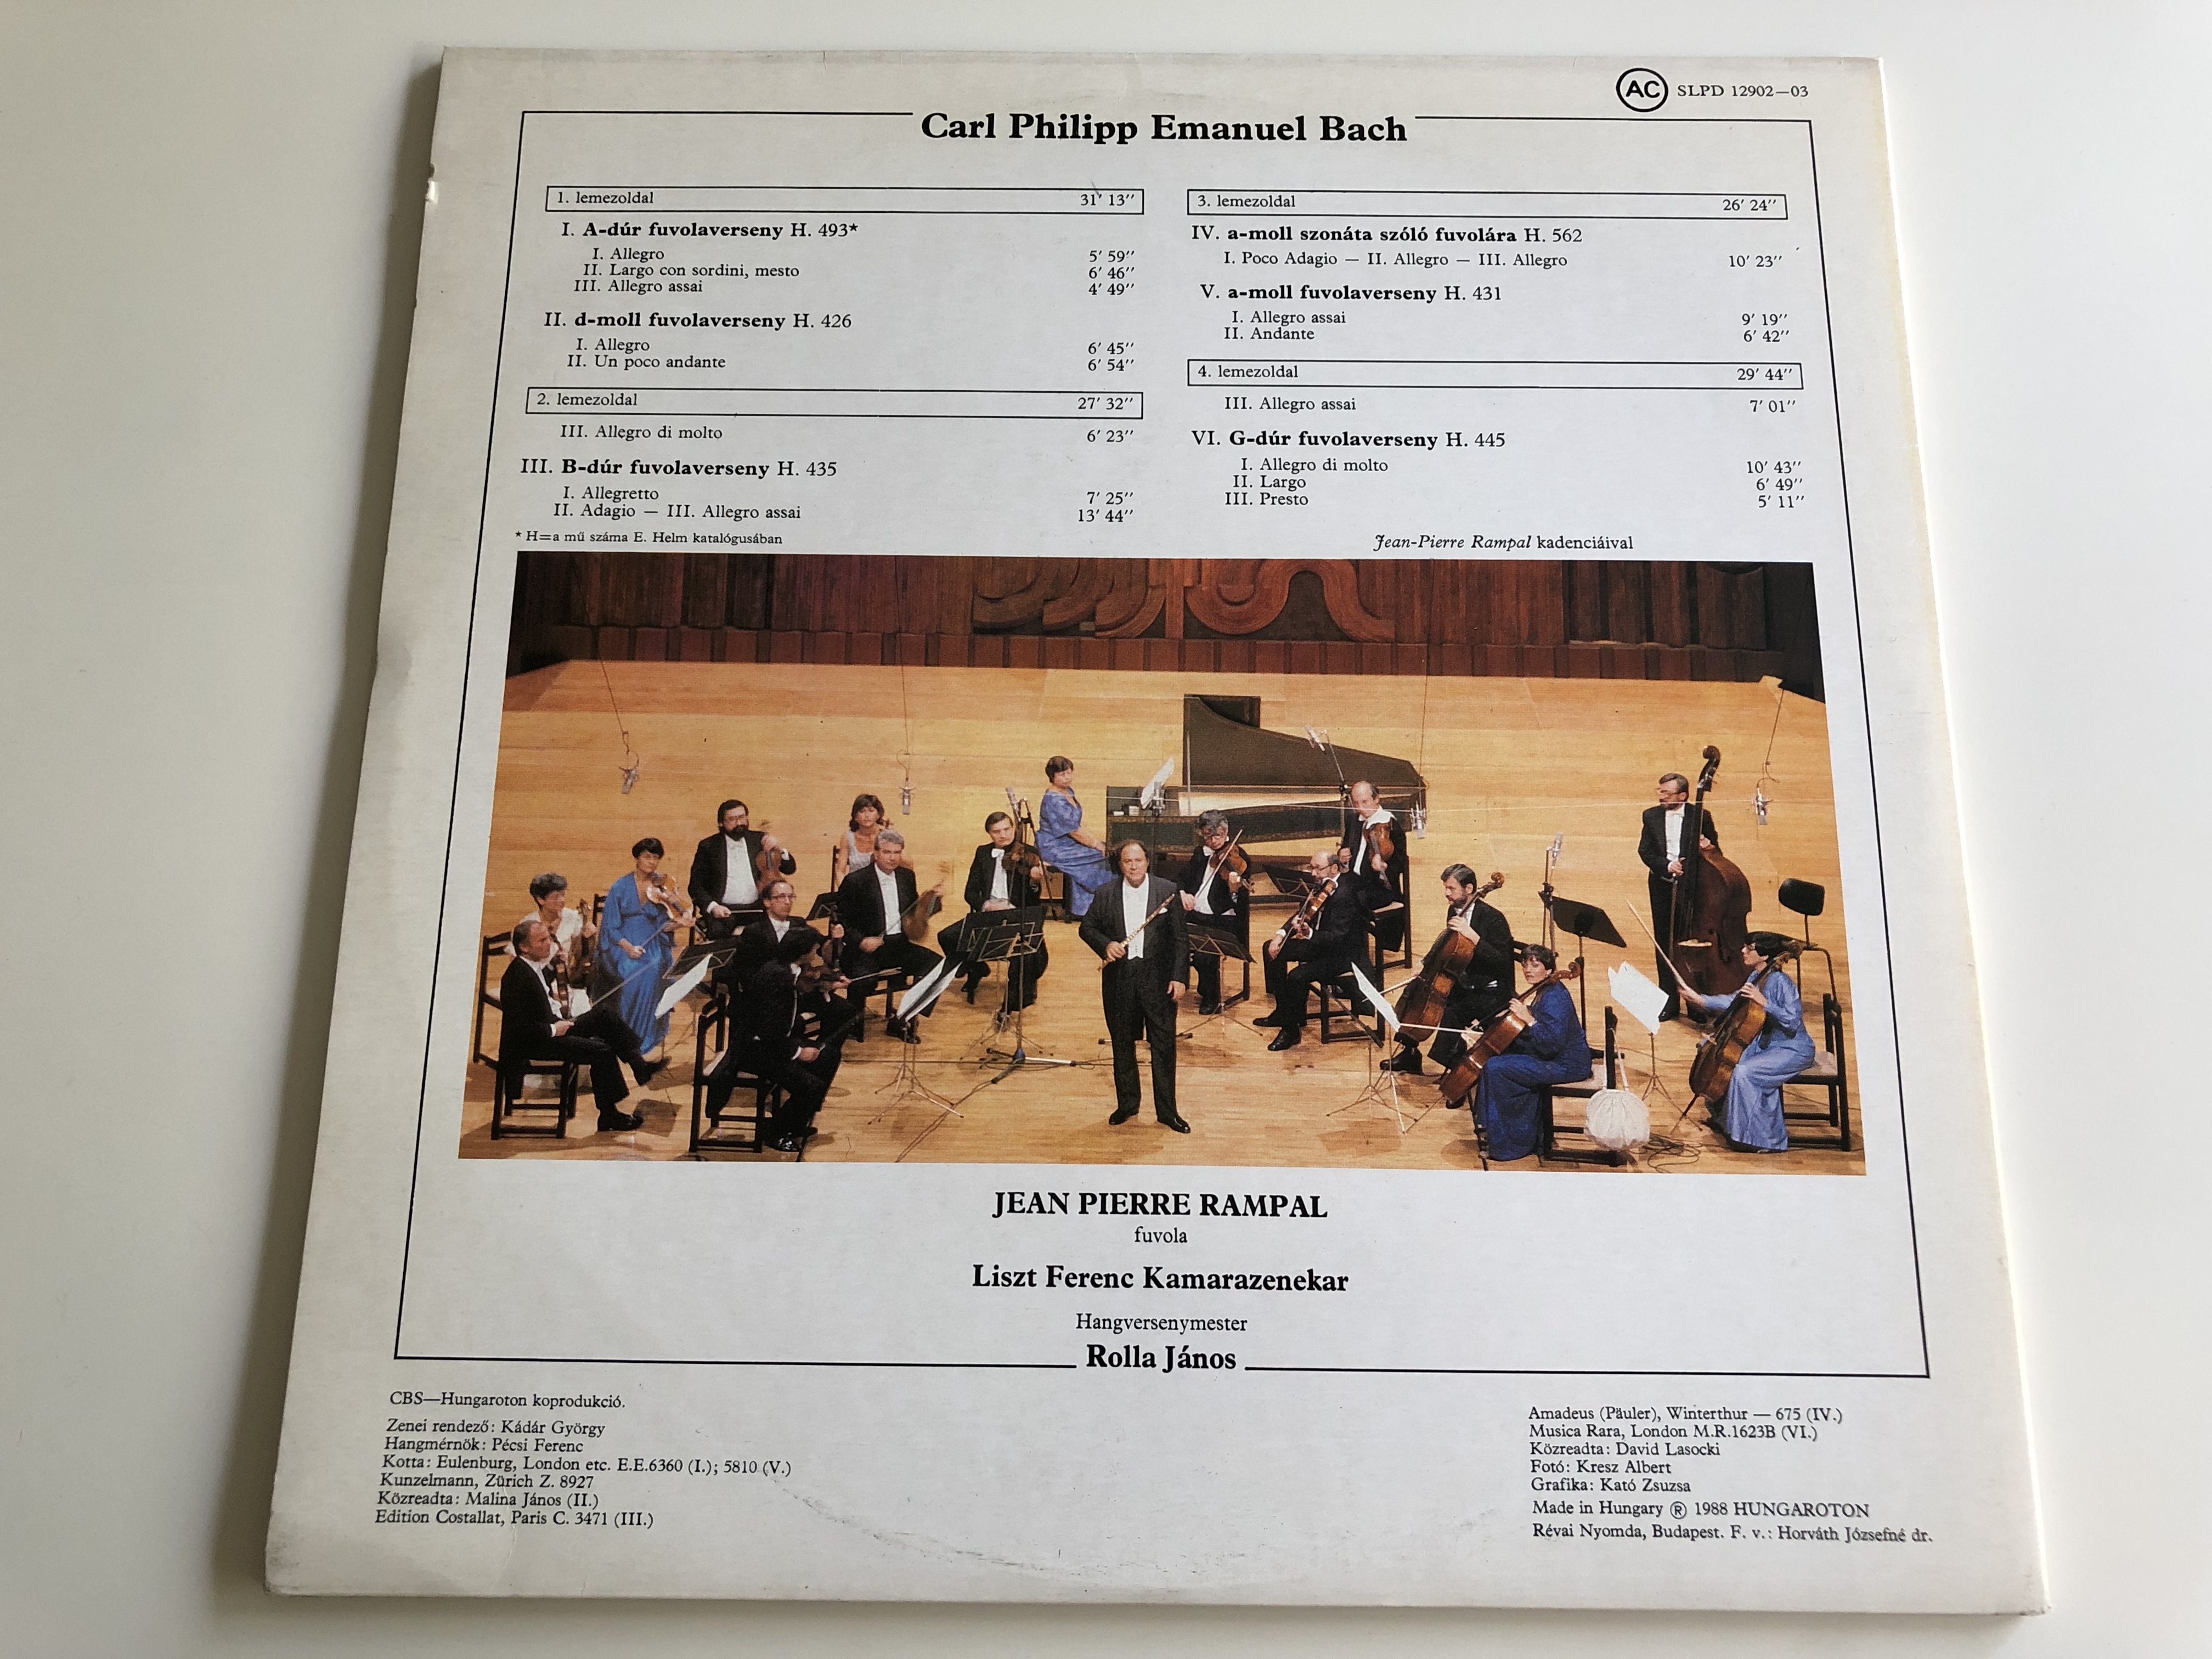 AC SLPD 12902—03
Carl Philipp Emanuel Bach
1. lemezoldal 31′ 13″
I. A-dúr fuvolaverseny H. 493*
I. Allegro 5′ 59″
II. Largo con sordini, mesto 6′ 46″
III. Allegro assai 4′ 49″
II. d-moll fuvolaverseny H. 426
I. Allegro 6′ 45″
II. Un poco andante 6′ 54″
2. lemezoldal 27′ 32″
III. Allegro di molto 6′ 23″
III. B-dúr fuvolaverseny H. 435
I. Allegretto 7′ 25″
II. Adagio — III. Allegro assai 13′ 44″
* H=a mű száma E. Helm katalógusában
3. lemezoldal 26′ 24″
IV. a-moll szonáta szóló fuvolára H. 562
I. Poco Adagio — II. Allegro — III. Allegro 10′ 23″
V. a-moll fuvolaverseny H. 431
I. Allegro assai 9′ 19″
II. Andante 6′ 42″
4. lemezoldal 29′ 44″
III. Allegro assai 7′ 01″
VI. G-dúr fuvolaverseny H. 445
I. Allegro di molto 10′ 43″
II. Largo 6′ 49″
III. Presto 5′ 11″
Jean-Pierre Rampal kadenciáival
JEAN PIERRE RAMPAL
fuvola
Liszt Ferenc Kamarazenekar
Hangversenymester
Rolla János
CBS—Hungaroton koprodukció.
Zenei rendező: Kádár György
Hangmérnök: Pécsi Ferenc
Kotta: Eulenburg, London etc. E.E.6360 (I.); 5810 (V.)
Kunzelmann, Zürich Z. 8927
Közreadta: Malina János (II.)
Edition Costallat, Paris C. 3471 (III.)
Amadeus (Päuler), Winterthur — 675 (IV.)
Musica Rara, London M.R.1623B (VI.)
Közreadta: David Lasocki
Fotó: Kresz Albert
Grafika: Kató Zsuzsa
Made in Hungary Ⓡ 1988 HUNGAROTON
Révai Nyomda, Budapest. F. v.: Horváth Józsefné dr.